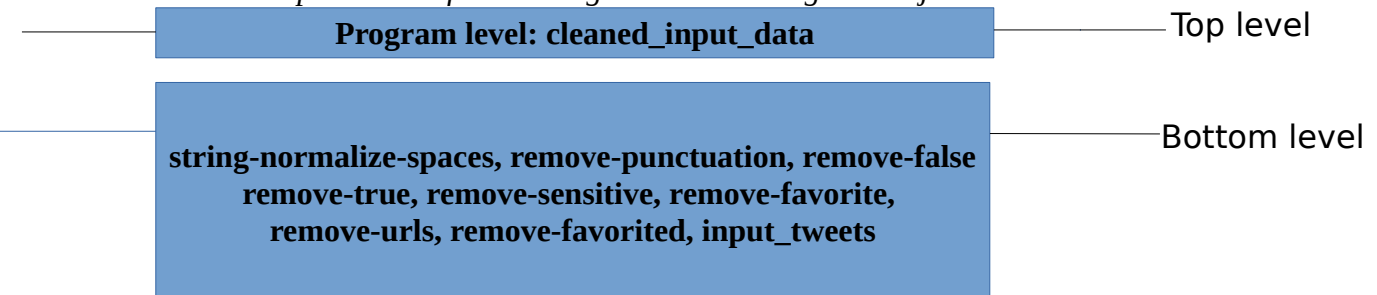 Program level: cleaned_input_data
Top level
string-normalize-spaces, remove-punctuation, remove-false
remove-true, remove-sensitive, remove-favorite,
remove-urls, remove-favorited, input_tweets
Bottom level